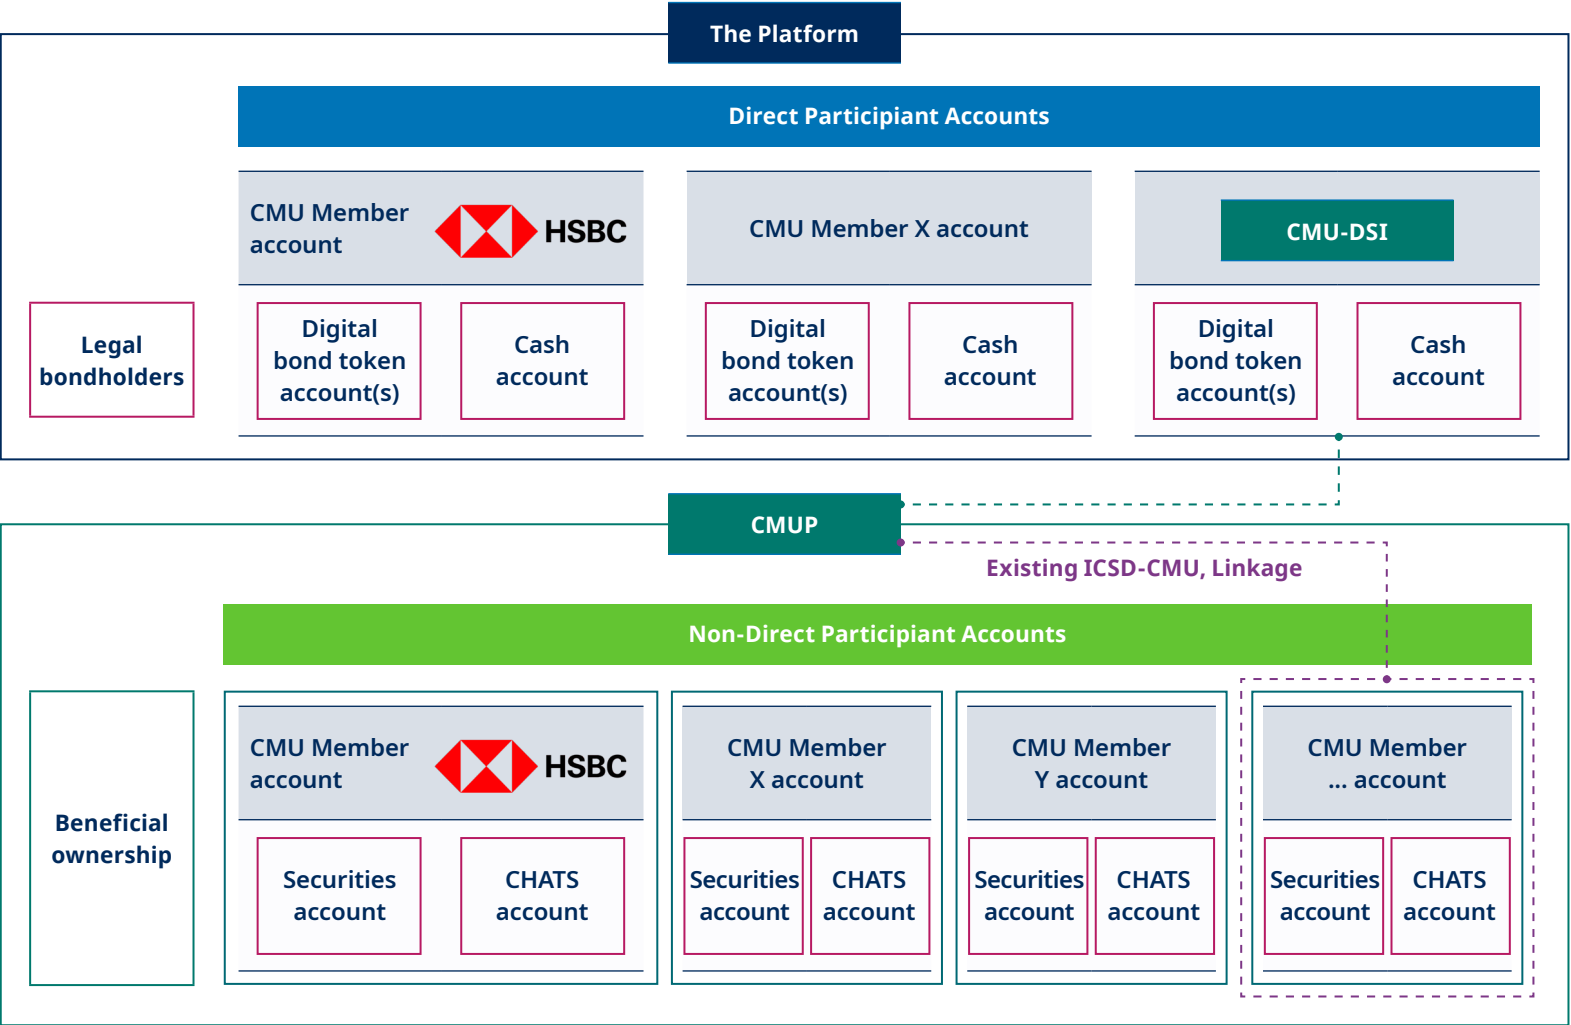 The Platform
Direct Participiant Accounts
CMU Member
account
HSBC
CMU Member X account
CMU-DSI
Legal
bondholders
Digital
bond token
account(s)
Cash
account
Digital
bond token
account(s)
Cash
account
Digital
bond token
account(s)
Cash
account
CMUP
Existing ICSD-CMU, Linkage
Non-Direct Participiant Accounts
Beneficial
ownership
CMU Member
account
HSBC
CMU Member
X account
CMU Member
Y account
CMU Member
... account
Securities
account
CHATS
account
Securities
account
CHATS
account
Securities
account
CHATS
account
Securities
account
CHATS
account